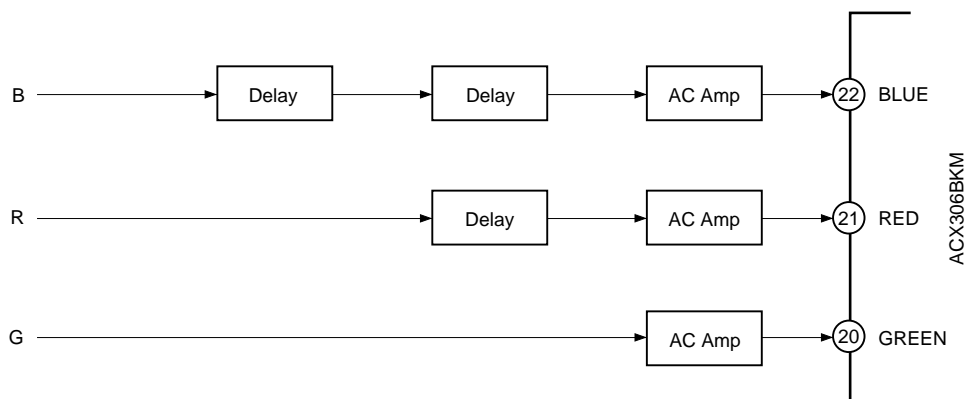 B Delay Delay AC Amp 22 BLUE
R Delay AC Amp 21 RED
G AC Amp 20 GREEN
ACX306BKM